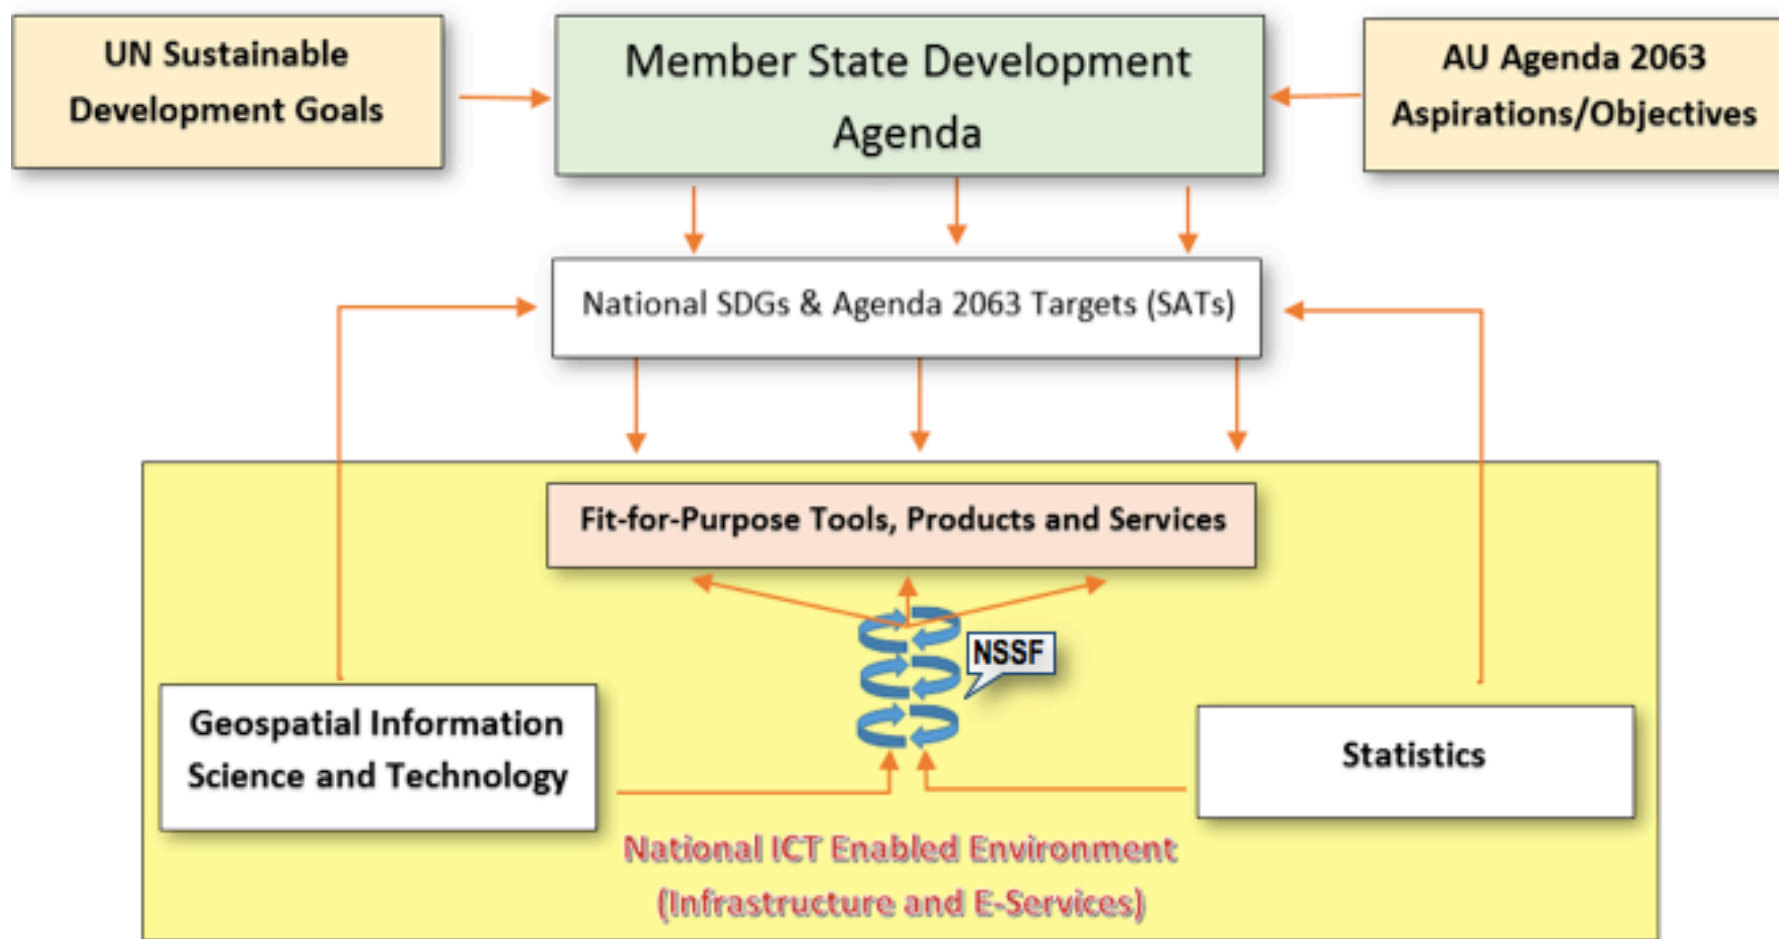 UN Sustainable
Development Goals
Member State Development
Agenda
AU Agenda 2063
Aspirations/Objectives
National SDGs & Agenda 2063 Targets (SATs)
Fit-for-Purpose Tools, Products and Services
NSSF
Geospatial Information
Science and Technology
Statistics
National ICT Enabled Environment
(Infrastructure and E-Services)